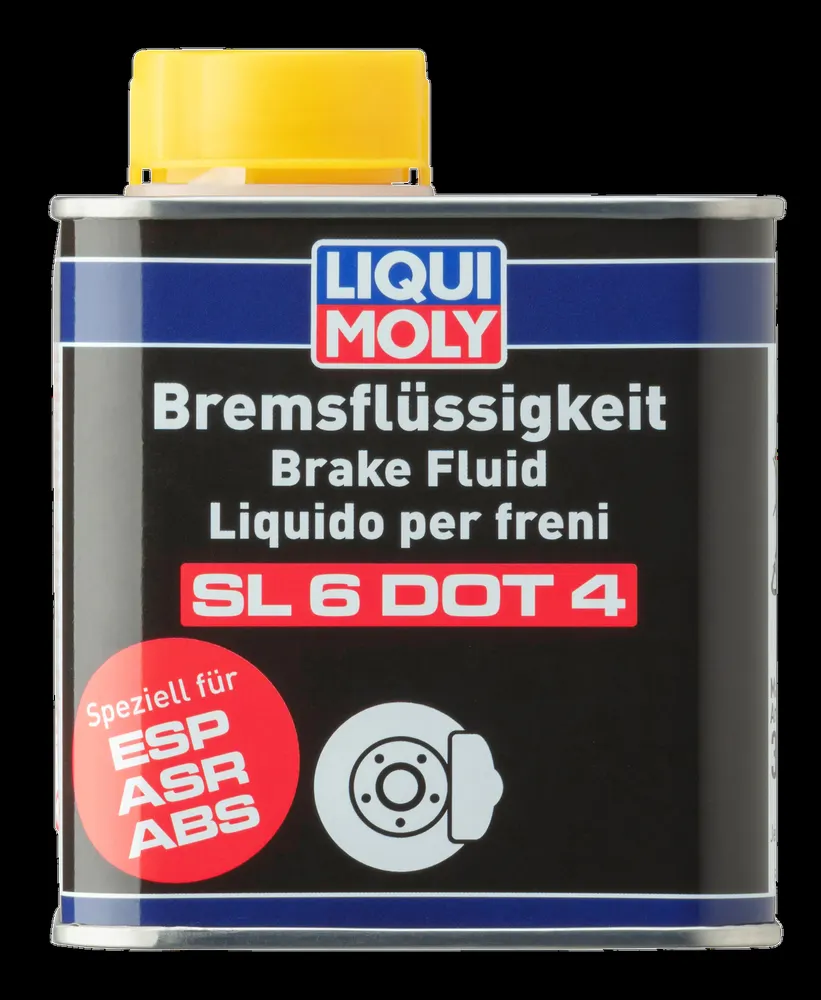 LIQUI
MOLY
Bremsflüssigkeit
Brake Fluid
Liquido per freni
SL 6 DOT 4
Speziell für
ESP
ASR
ABS